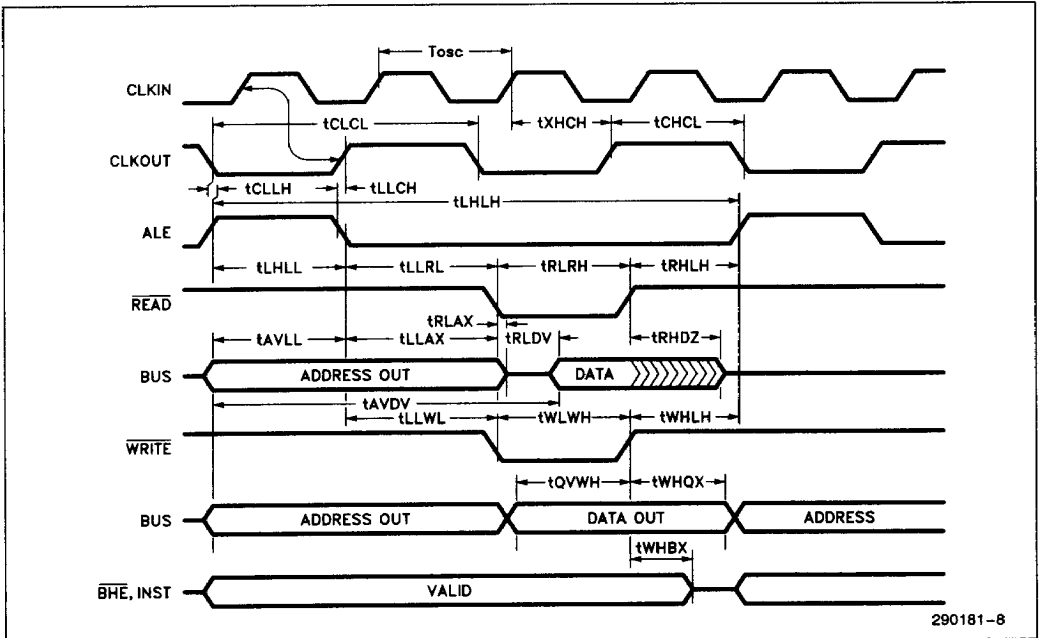 Tosc
CLKIN
tCLCL
tXHCH
tCHCL
CLKOUT
tCLLH
tLLCH
tLHLH
ALE
tLHLL
tLLRL
tRLRH
tRHLH
READ
tRLAX
tAVLL
tLLAX
tRLDV
tRHDZ
BUS
ADDRESS OUT
DATA
tAVDV
tLLWL
tWLWH
tWHLH
WRITE
tQVWH
tWHQX
BUS
ADDRESS OUT
DATA OUT
ADDRESS
tWHBX
BHE, INST
VALID
290181-8